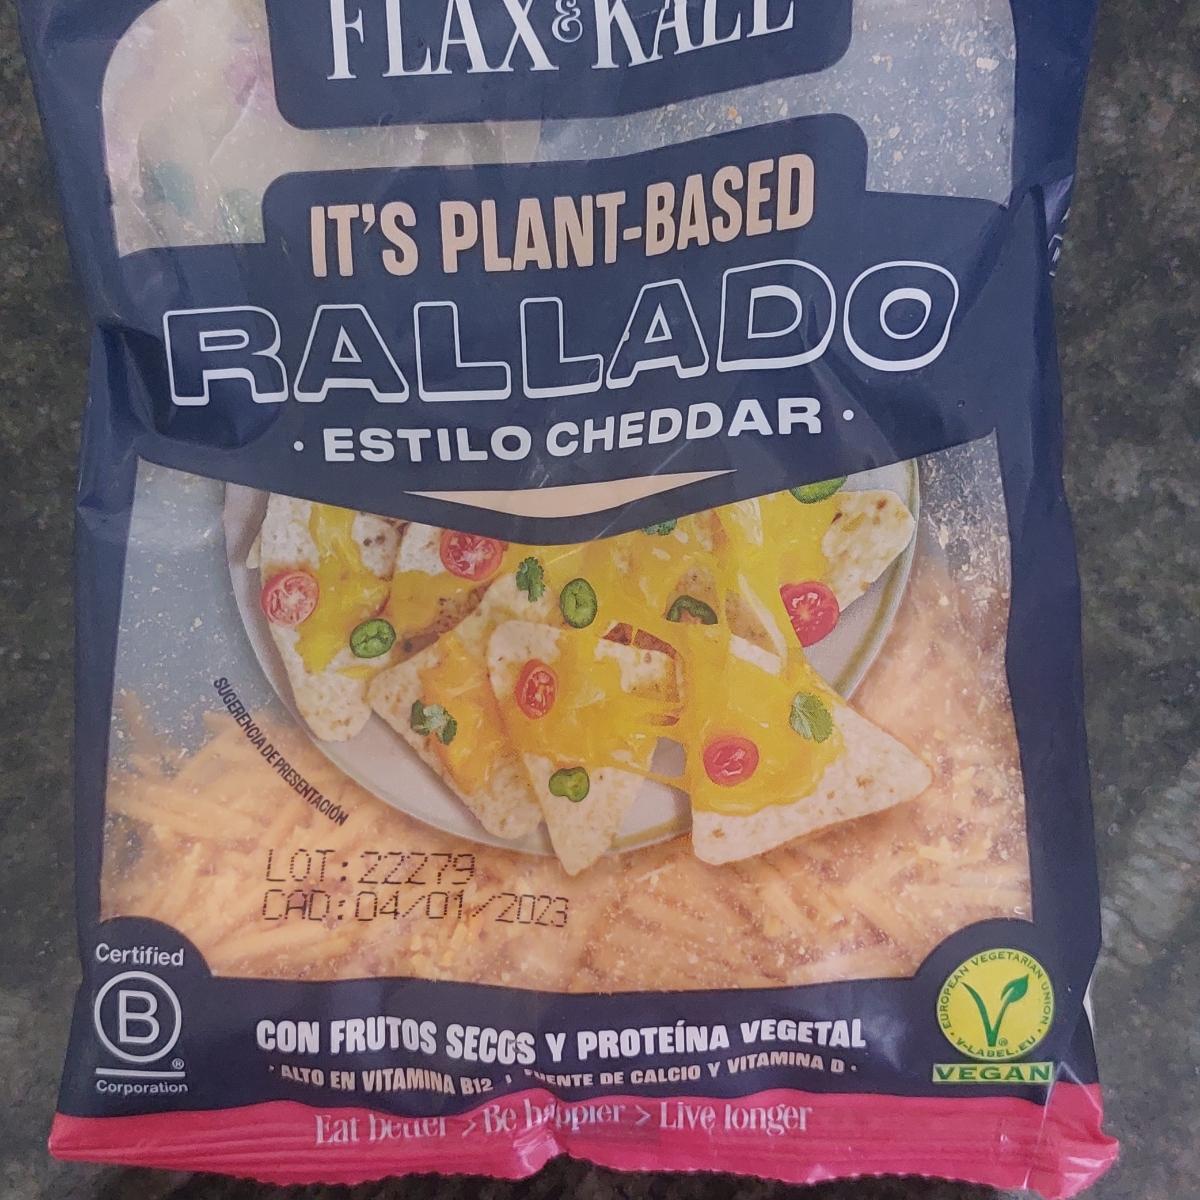 FLAX & KALE
IT'S PLANT-BASED
RALLADO
· ESTILO CHEDDAR ·
SUGERENCIA DE PRESENTACIÓN
LOT:22279
CAD:04/01/2023
Certified
B
®
Corporation
CON FRUTOS SECOS Y PROTEÍNA VEGETAL
· ALTO EN VITAMINA B12 Y FUENTE DE CALCIO Y VITAMINA D ·
EUROPEAN VEGETARIAN UNION
· V-LABEL.EU ·
VEGAN
Eat better > Be happier > Live longer